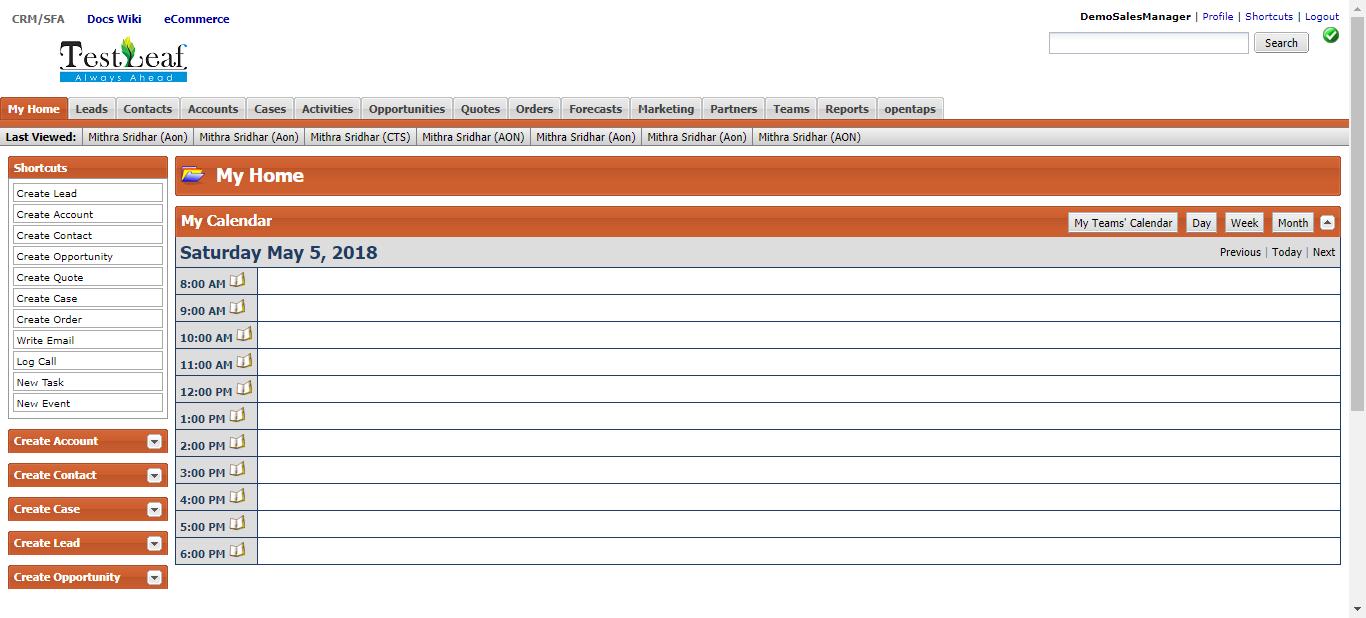 CRM/SFA Docs Wiki eCommerce
DemoSalesManager | Profile | Shortcuts | Logout
Search
TestLeaf
Always Ahead
My Home Leads Contacts Accounts Cases Activities Opportunities Quotes Orders Forecasts Marketing Partners Teams Reports opentaps
Last Viewed: Mithra Sridhar (Aon) Mithra Sridhar (Aon) Mithra Sridhar (CTS) Mithra Sridhar (AON) Mithra Sridhar (Aon) Mithra Sridhar (Aon) Mithra Sridhar (AON)
Shortcuts
Create Lead
Create Account
Create Contact
Create Opportunity
Create Quote
Create Case
Create Order
Write Email
Log Call
New Task
New Event
Create Account
Create Contact
Create Case
Create Lead
Create Opportunity
My Home
My Calendar
My Teams' Calendar Day Week Month
Saturday May 5, 2018
Previous | Today | Next
8:00 AM
9:00 AM
10:00 AM
11:00 AM
12:00 PM
1:00 PM
2:00 PM
3:00 PM
4:00 PM
5:00 PM
6:00 PM